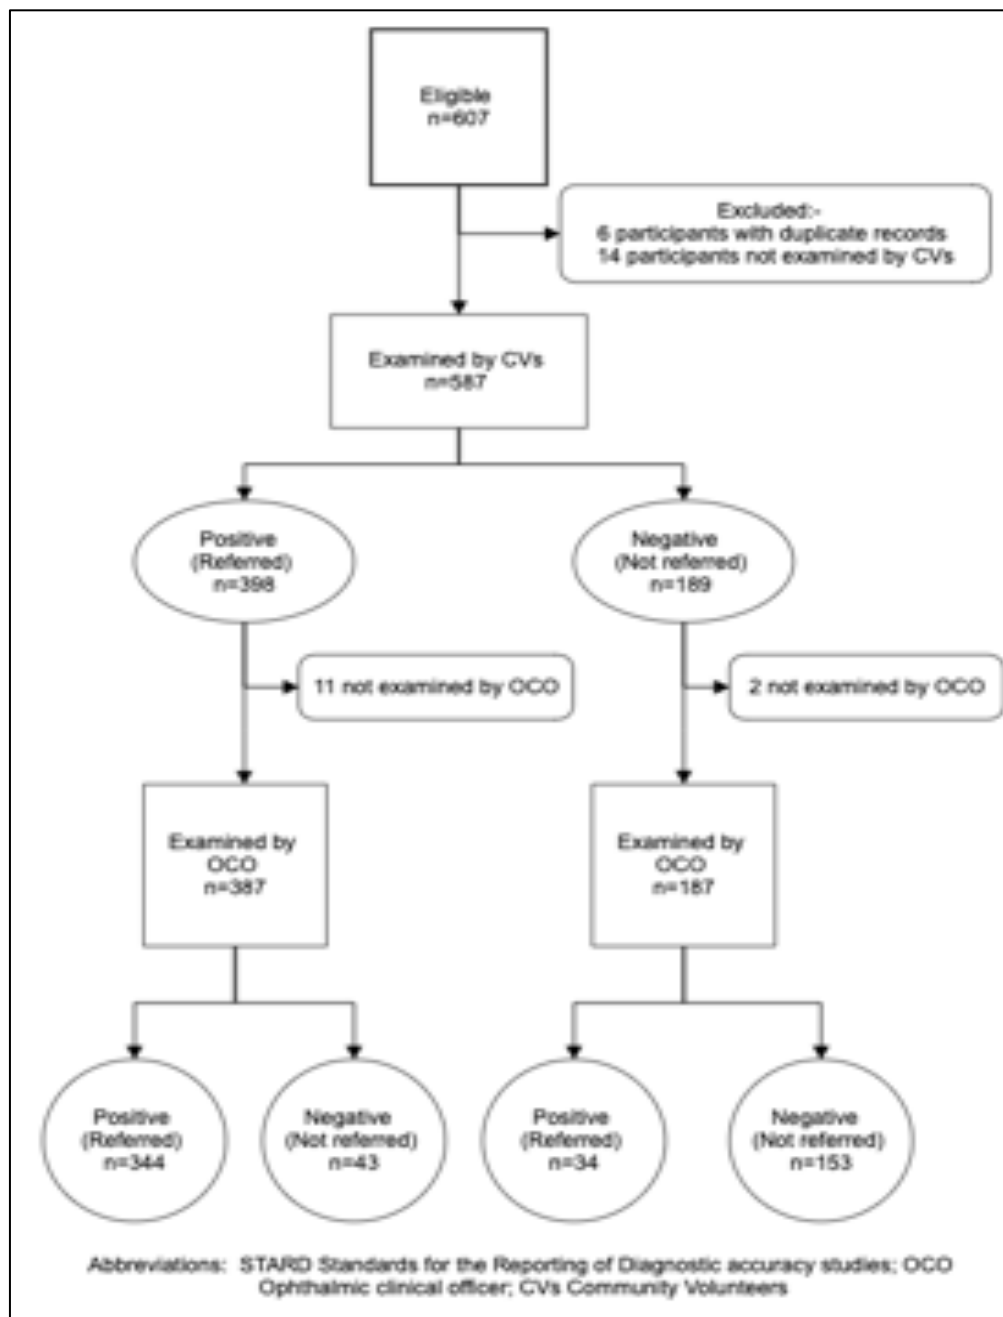 Eligible
n=607
Excluded:-
6 participants with duplicate records
14 participants not examined by CVs
Examined by CVs
n=587
Positive
(Referred)
n=398
Negative
(Not referred)
n=189
11 not examined by OCO
2 not examined by OCO
Examined by
OCO
n=387
Examined by
OCO
n=187
Positive
(Referred)
n=344
Negative
(Not referred)
n=43
Positive
(Referred)
n=34
Negative
(Not referred)
n=153
Abbreviations: STARD Standards for the Reporting of Diagnostic accuracy studies; OCO
Ophthalmic clinical officer; CVs Community Volunteers